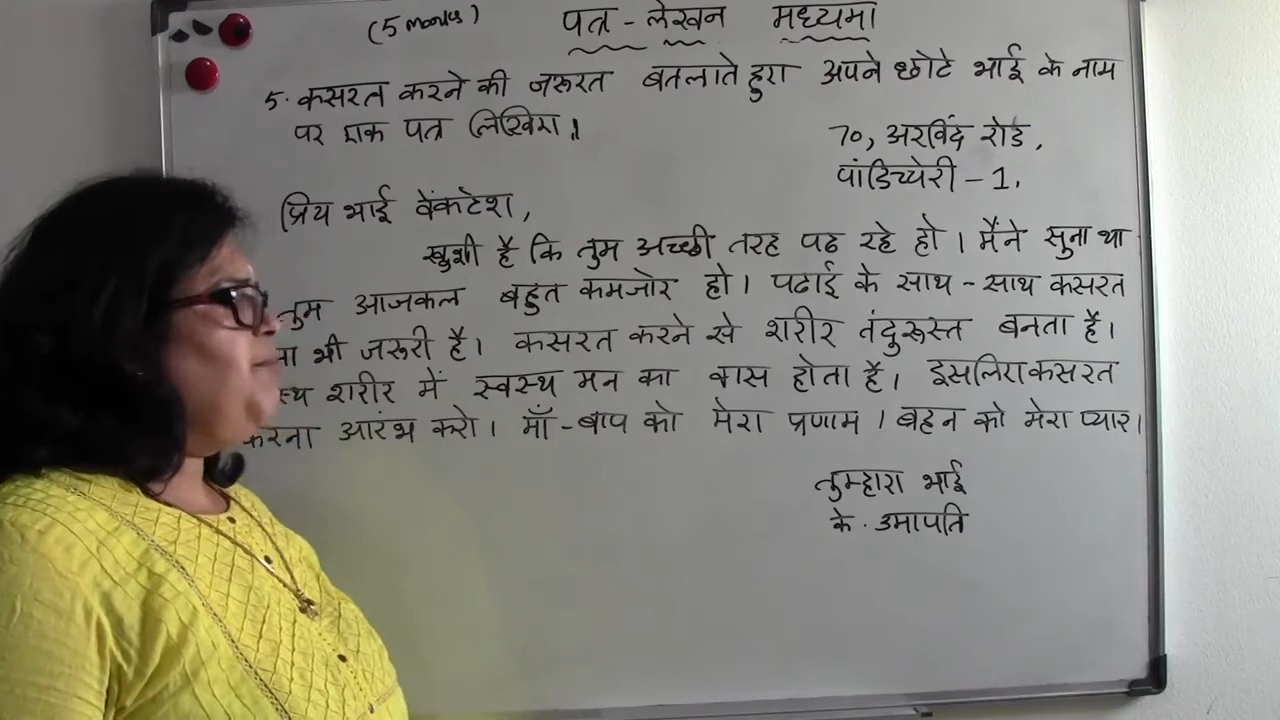 (5 marks) पत्र-लेखन मध्यमा
5. कसरत करने की जरूरत बतलाते हुए अपने छोटे भाई के नाम
पर एक पत्र लिखिए।
70, अरविंद रोड,
पांडिच्येरी - 1.
प्रिय भाई वेंकटेश,
खुशी है कि तुम अच्छी तरह पढ रहे हो। मैने सुना था
तुम आजकल बहुत कमजोर हो। पढाई के साथ-साथ कसरत
भी जरूरी है। कसरत करने से शरीर तंदुरूस्त बनता है।
शरीर में स्वस्थ मन का वास होता है। इसलिए कसरत
करना आरंभ करो। माँ-बाप को मेरा प्रणाम। बहन को मेरा प्यार।
तुम्हारा भाई
के. उमापति